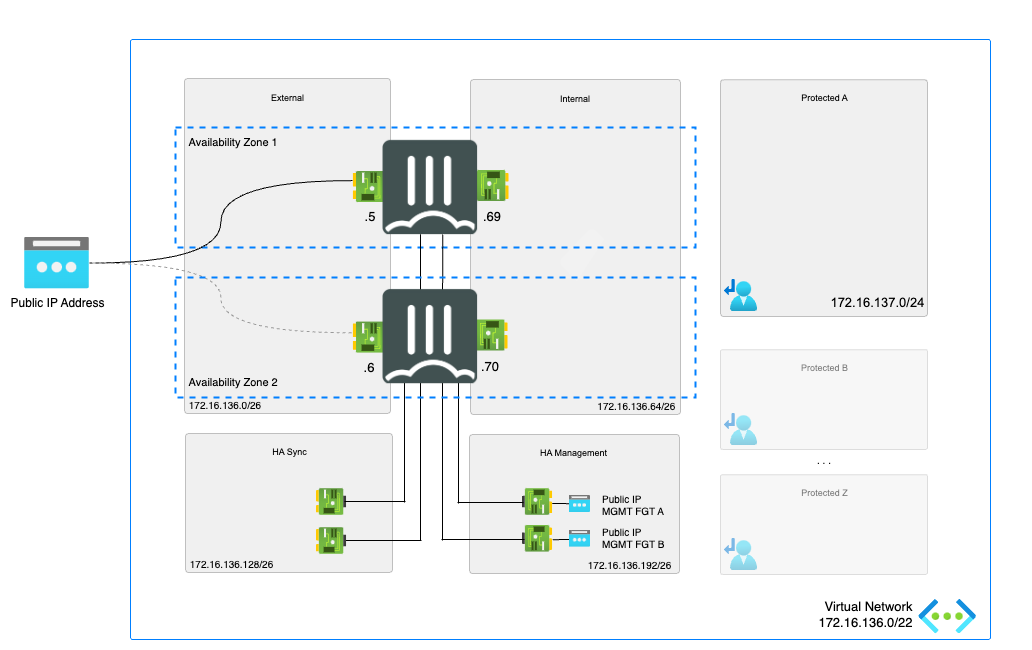 External
Internal
Protected A
Availability Zone 1
.5
.69
Public IP Address
172.16.137.0/24
.6
.70
Availability Zone 2
172.16.136.0/26
172.16.136.64/26
Protected B
...
HA Sync
HA Management
Protected Z
Public IP
MGMT FGT A
Public IP
MGMT FGT B
172.16.136.128/26
172.16.136.192/26
Virtual Network
172.16.136.0/22